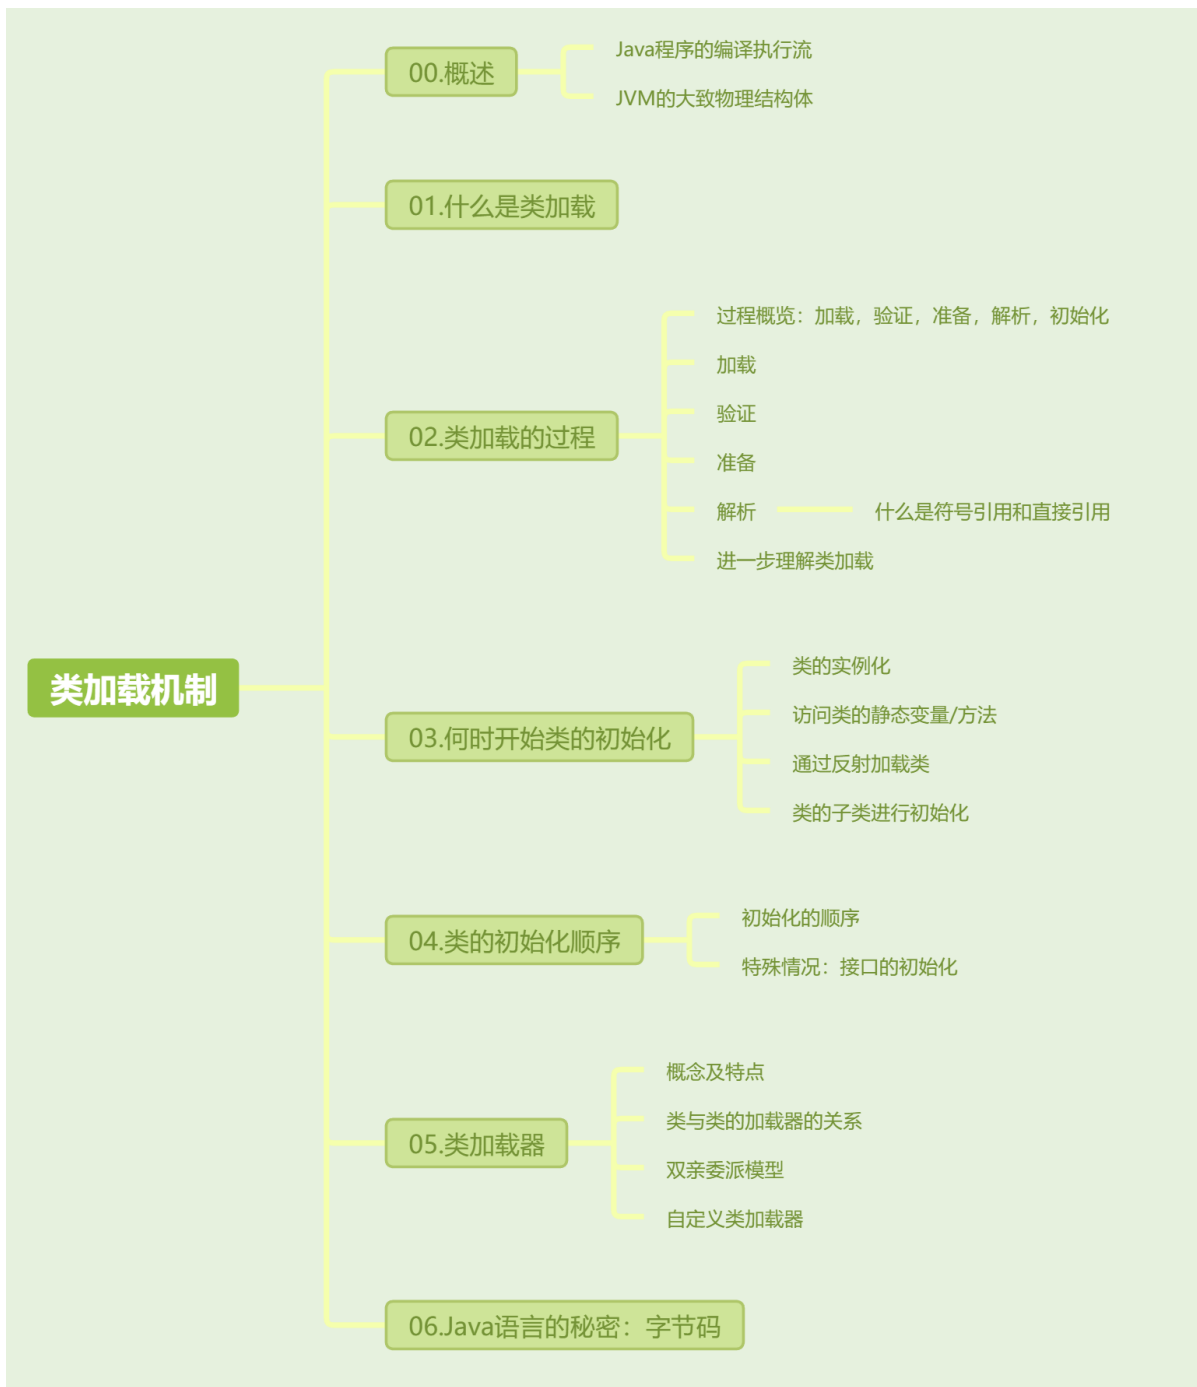 00.概述
Java程序的编译执行流
JVM的大致物理结构体
01.什么是类加载
02.类加载的过程
过程概览：加载，验证，准备，解析，初始化
加载
验证
准备
解析
什么是符号引用和直接引用
进一步理解类加载
类加载机制
03.何时开始类的初始化
类的实例化
访问类的静态变量/方法
通过反射加载类
类的子类进行初始化
04.类的初始化顺序
初始化的顺序
特殊情况：接口的初始化
05.类加载器
概念及特点
类与类的加载器的关系
双亲委派模型
自定义类加载器
06.Java语言的秘密：字节码